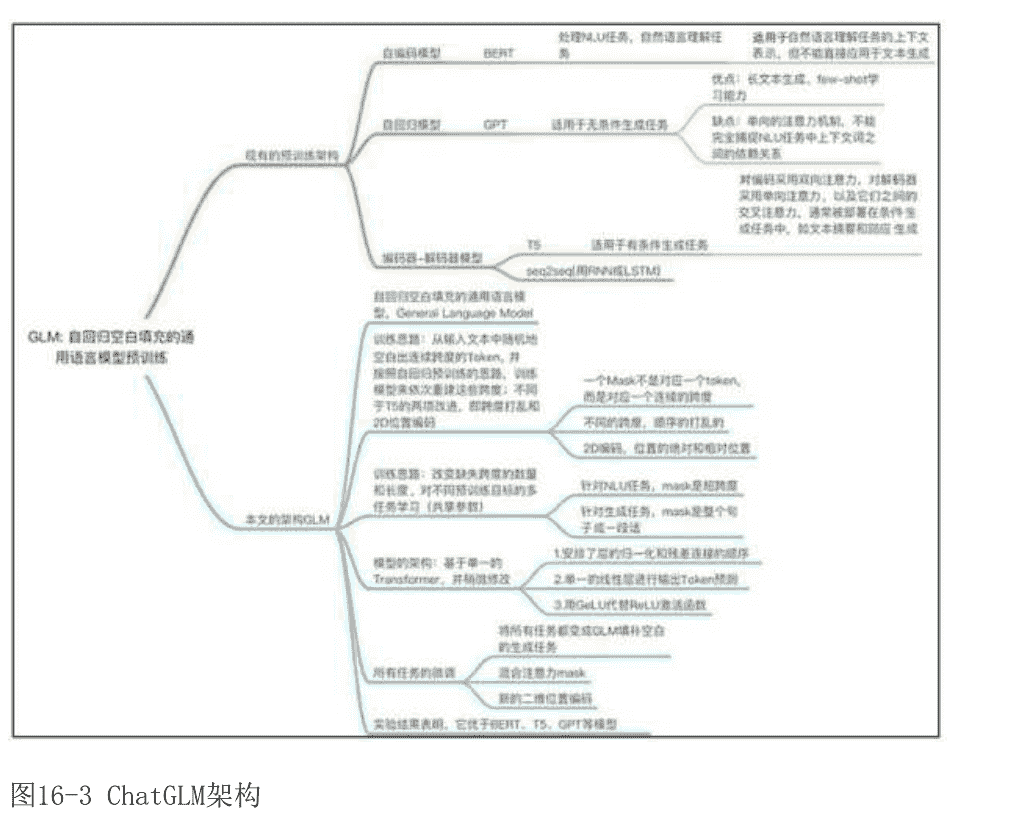 自编码模型
BERT
处理NLU任务，自然语言理解任
务
适用于自然语言理解任务的上下文
表示，但不能直接应用于文本生成
自回归模型
GPT
适用于无条件生成任务
优点：长文本生成、few-shot学
习能力
缺点：单向的注意力机制，不能
完全捕捉NLU任务中上下文词之
间的依赖关系
现有的预训练架构
编码器-解码器模型
对编码采用双向注意力，对解码器
采用单向注意力，以及它们之间的
交叉注意力，通常被部署在条件生
成任务中，如文本摘要和回应生成
T5
适用于有条件生成任务
seq2seq(用RNN或LSTM)
GLM: 自回归空白填充的通
用语言模型预训练
本文的架构GLM
自回归空白填充的通用语言模
型，General Language Model
训练思路：从输入文本中随机地
空白出连续跨度的Token，并
按照自回归预训练的思路，训练
模型来依次重建这些跨度；不同
于T5的两项改进，即跨度打乱和
2D位置编码
一个Mask不是对应一个token，
而是对应一个连续的跨度
不同的跨度，顺序的打乱的
2D编码，位置的绝对和相对位置
训练思路：改变缺失跨度的数量
和长度，对不同预训练目标的多
任务学习（共享参数）
针对NLU任务，mask是短跨度
针对生成任务，mask是整个句
子或一段话
模型的架构：基于单一的
Transformer，并稍微修改
1.安排了层的归一化和残差连接的顺序
2.单一的线性层进行输出Token预测
3.用GeLU代替ReLU激活函数
所有任务的微调
将所有任务都变成GLM填补空白
的生成任务
混合注意力mask
新的二维位置编码
实验结果表明，它优于BERT、T5、GPT等模型
图16-3 ChatGLM架构